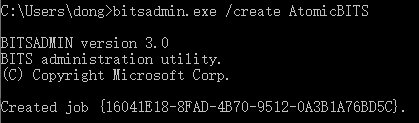 C:\Users\dong>bitsadmin.exe /create AtomicBITS
BITSADMIN version 3.0
BITS administration utility.
(C) Copyright Microsoft Corp.
Created job {16041E18-8FAD-4B70-9512-0A3B1A76BD5C}.